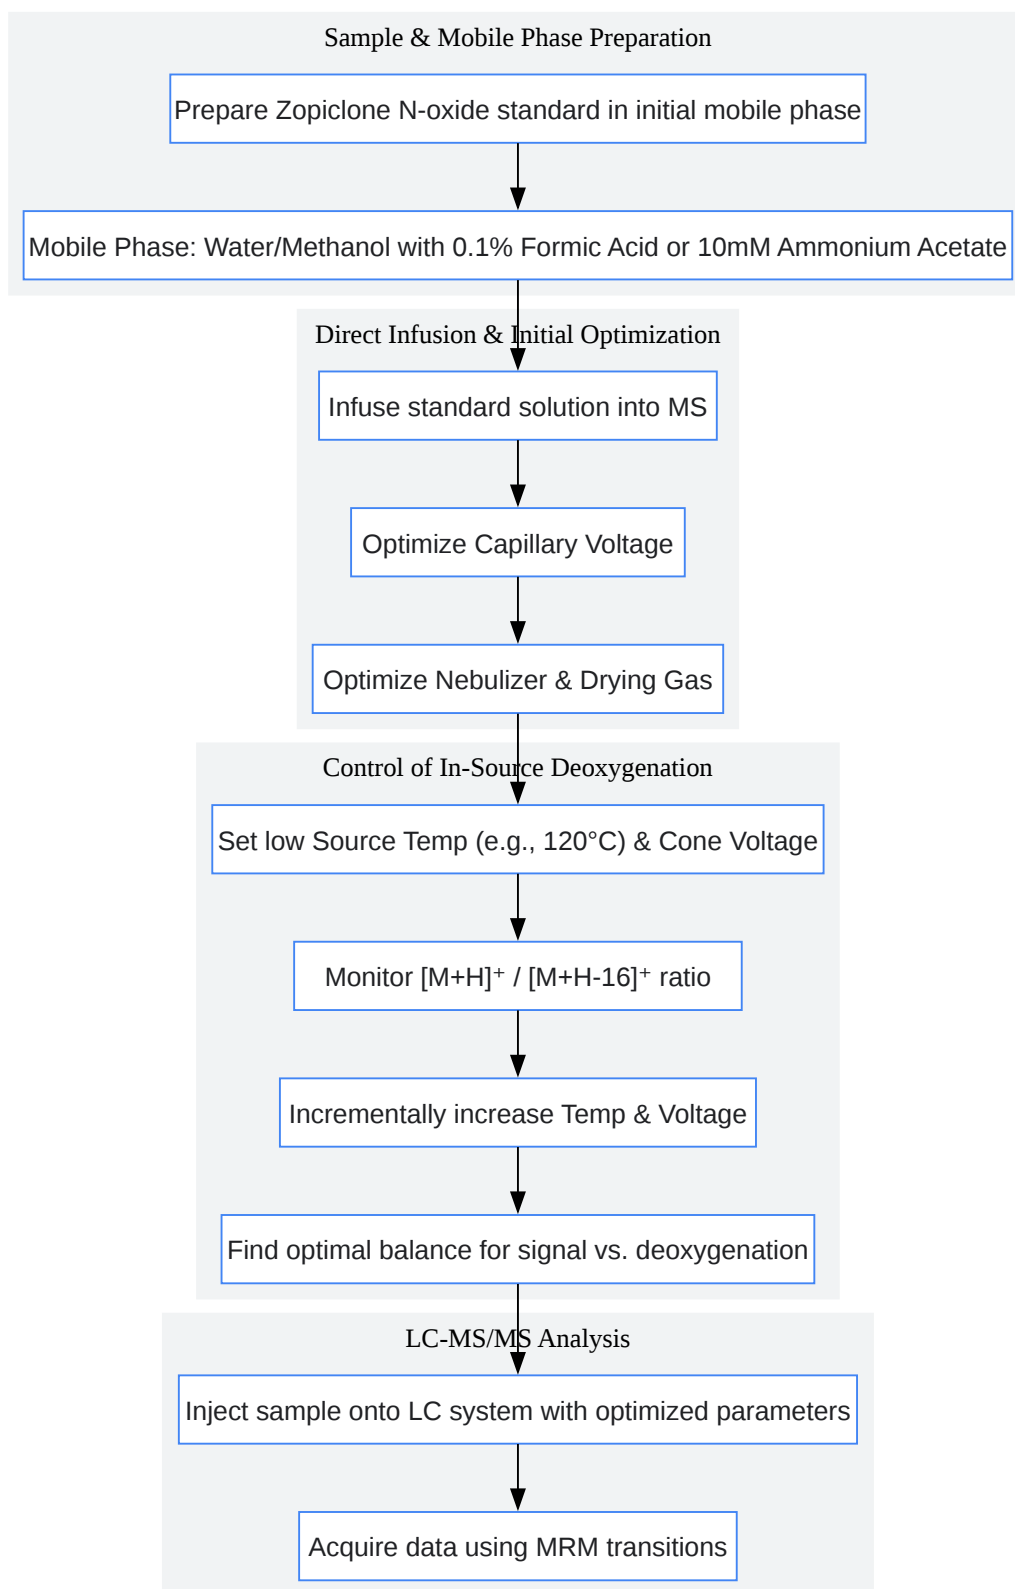 Sample & Mobile Phase Preparation
Prepare Zopiclone N-oxide standard in initial mobile phase
Mobile Phase: Water/Methanol with 0.1% Formic Acid or 10mM Ammonium Acetate
Direct Infusion & Initial Optimization
Infuse standard solution into MS
Optimize Capillary Voltage
Optimize Nebulizer & Drying Gas
Control of In-Source Deoxygenation
Set low Source Temp (e.g., 120°C) & Cone Voltage
Monitor [M+H]⁺ / [M+H-16]⁺ ratio
Incrementally increase Temp & Voltage
Find optimal balance for signal vs. deoxygenation
LC-MS/MS Analysis
Inject sample onto LC system with optimized parameters
Acquire data using MRM transitions